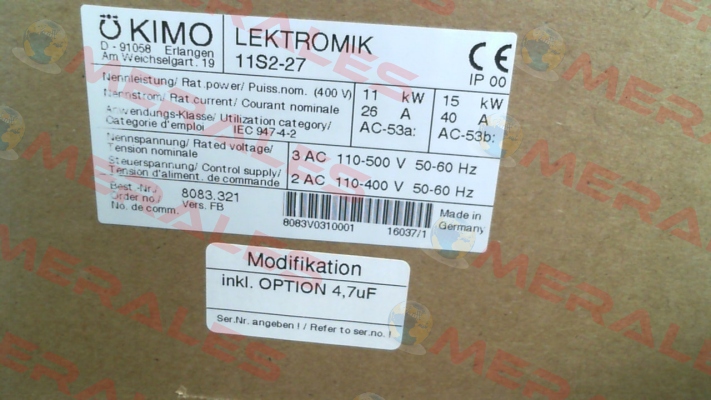 KIMO
D - 91058 Erlangen
Am Weichselgart. 19
LEKTROMIK
11S2-27
CE
IP 00
Nennleistung/ Rat.power/ Puiss.nom. (400 V)
11 kW
15 kW
Nennstrom/ Rat.current/ Courant nominale
26 A
40 A
Anwendungs-Klasse/ Utilization category/
Categorie d'emploi IEC 947-4-2
AC-53a:
AC-53b:
Nennspannung/ Rated voltage/
Tension nominale
3 AC 110-500 V 50-60 Hz
Steuerspannung/ Control supply/
Tension d'aliment. de commande
2 AC 110-400 V 50-60 Hz
Best.-Nr./
Order no./
No. de comm.
8083.321
Vers. FB
8083V0310001 16037/1
Made in
Germany
Modifikation
inkl. OPTION 4,7uF
Ser.Nr. angeben ! / Refer to ser.no. !
MERALES
MERALES
MERALES
MERALES
MERALES